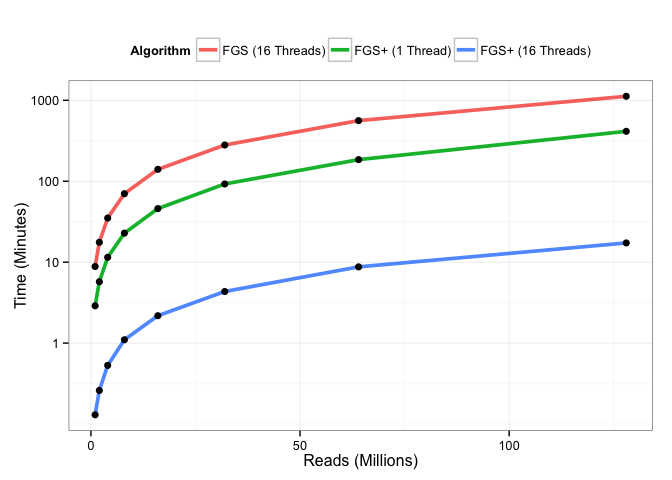 Algorithm FGS (16 Threads) FGS+ (1 Thread) FGS+ (16 Threads)
Time (Minutes)
1000
100
10
1
0 50 100
Reads (Millions)